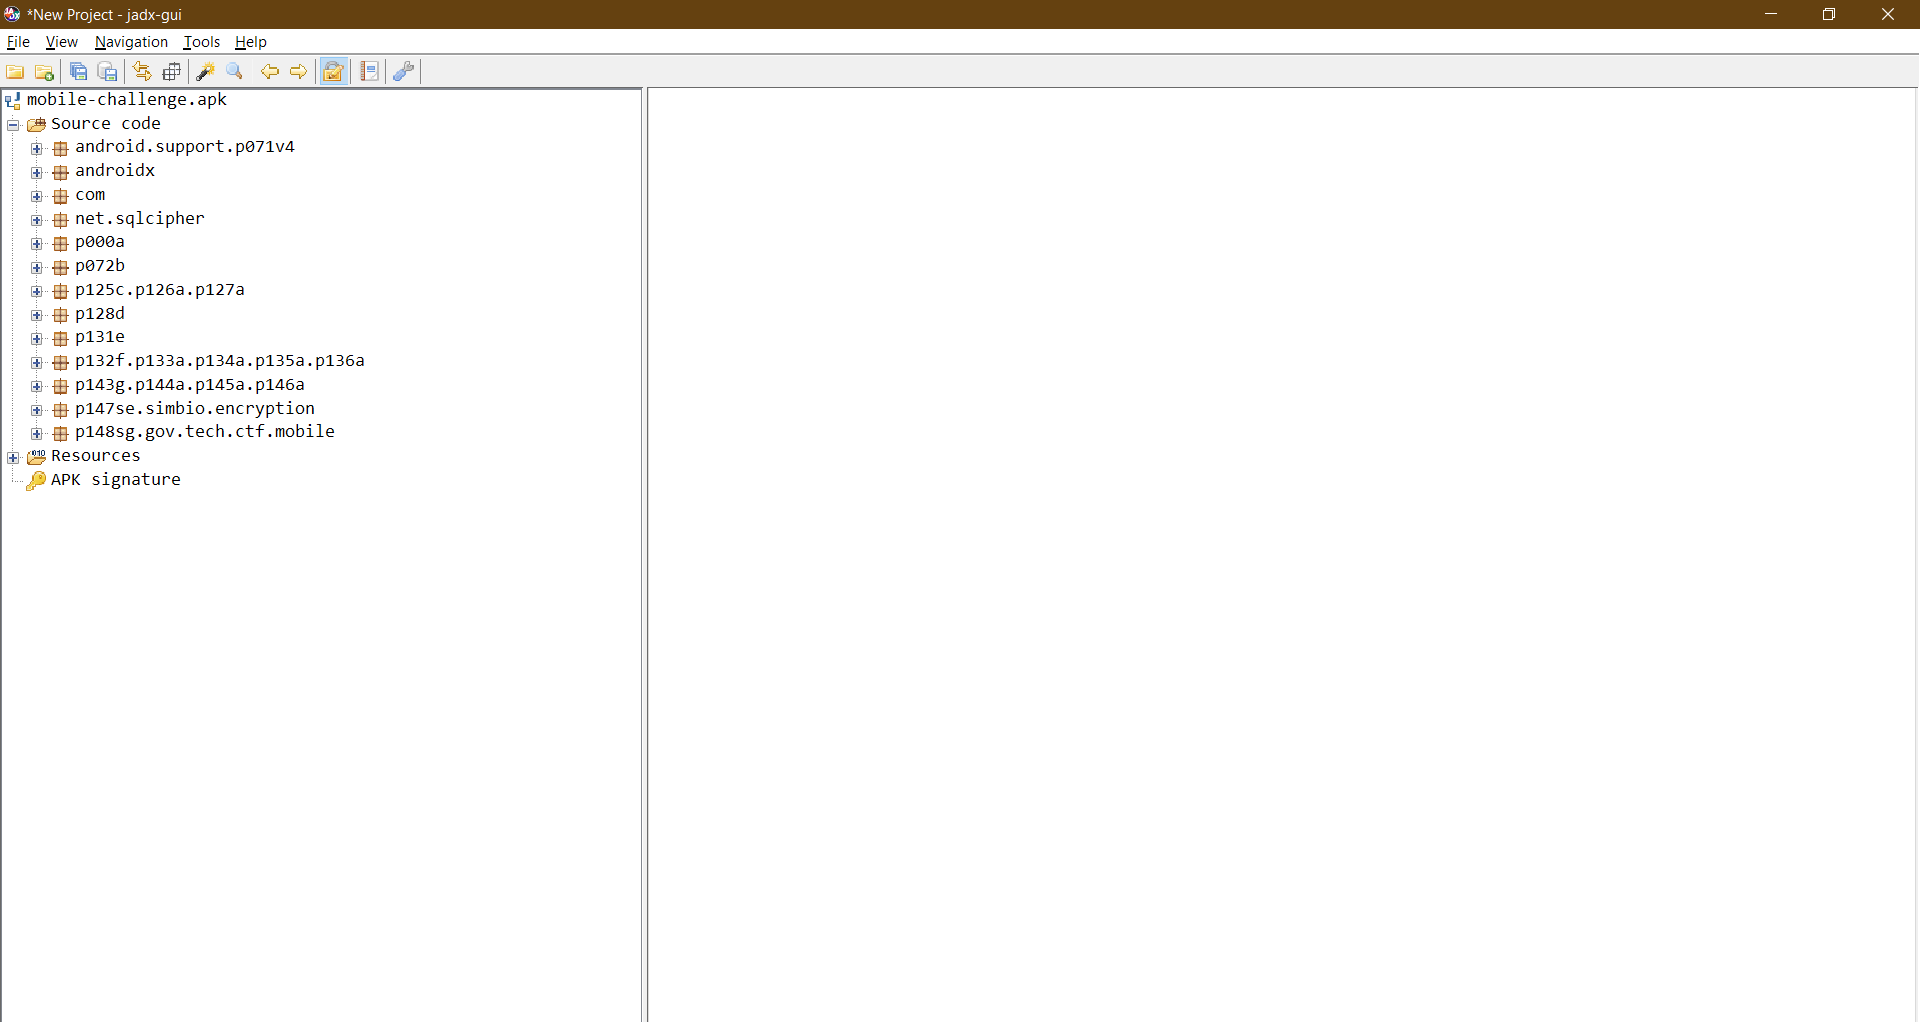 *New Project - jadx-gui
File View Navigation Tools Help
mobile-challenge.apk
Source code
android.support.p071v4
androidx
com
net.sqlcipher
p000a
p072b
p125c.p126a.p127a
p128d
p131e
p132f.p133a.p134a.p135a.p136a
p143g.p144a.p145a.p146a
p147se.simbio.encryption
p148sg.gov.tech.ctf.mobile
Resources
APK signature